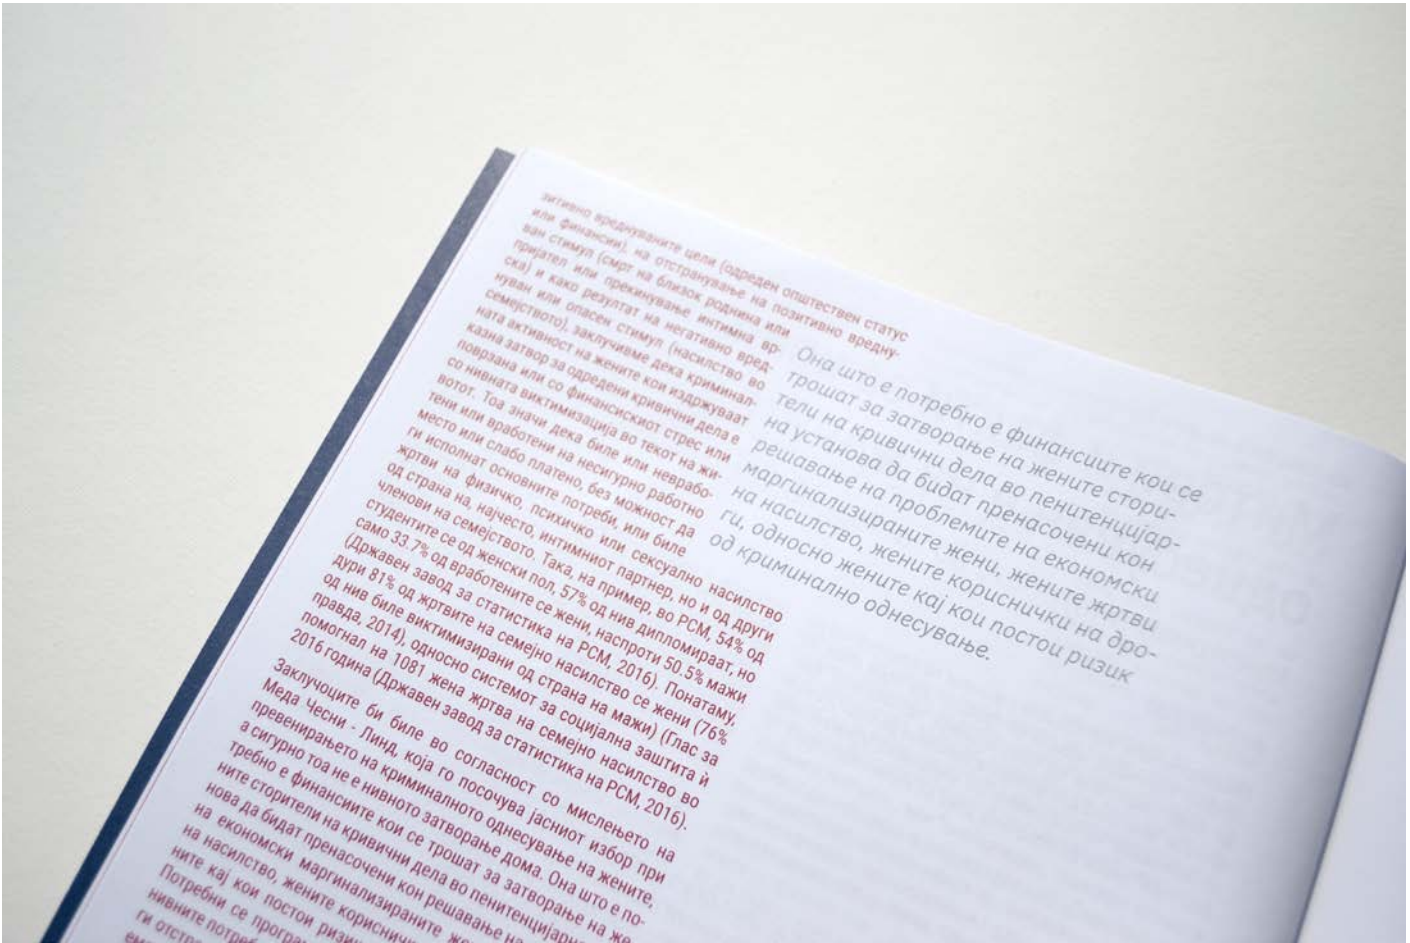 зитивно вреднуваните цели (одреден општествен статус
или финансии), на отстранување на позитивно вредну-
ван стимул (смрт на близок роднина или
пријател или прекинување интимна вр-
ска) и како резултат на негативно вред-
нуван или опасен стимул (насилство во
семејството), заклучивме дека криминал-
ната активност на жените кои издржуваат
казна затвор за одредени кривични дела е
поврзана или со финансискиот стрес или
со нивната виктимизација во текот на жи-
вотот. Тоа значи дека биле или неврабо-
тени или вработени на несигурно работно
место или слабо платено, без можност да
ги исполнат основните потреби, или биле
жртви на физичко, психичко или сексуално насилство
од страна на, најчесто, интимниот партнер, но и од други
членови на семејството. Така, на пример, во РСМ, 54% од
студентите се од женски пол, 57% од нив дипломираат, но
само 33.7% од вработените се жени, наспроти 50.5% мажи
(Државен завод за статистика на РСМ, 2016). Понатаму,
дури 81% од жртвите на семејно насилство се жени (76%
од нив биле виктимизирани од страна на мажи) (Глас за
правда, 2014), односно системот за социјална заштита ѝ
помогнал на 1081 жена жртва на семејно насилство во
2016 година (Државен завод за статистика на РСМ, 2016).
Заклучоците би биле во согласност со мислењето на
Меда Чесни - Линд, која го посочува јасниот избор при
превенирањето на криминалното однесување на жените,
а сигурно тоа не е нивното затворање дома. Она што е по-
требно е финансиите кои се трошат за затворање на же-
ните сторители на кривични дела во пенитенцијарна
нова да бидат пренасочени кон решавање на
на економски маргинализираните
на насилство, жените
ните кај кои постои
Потребни се
нивните
ги
Она што е потребно е финансиите кои се
трошат за затворање на жените стори-
тели на кривични дела во пенитенцијар-
на установа да бидат пренасочени кон
решавање на проблемите на економски
маргинализираните жени, жените жртви
на насилство, жените кориснички на дро-
ги, односно жените кај кои постои ризик
од криминално однесување.